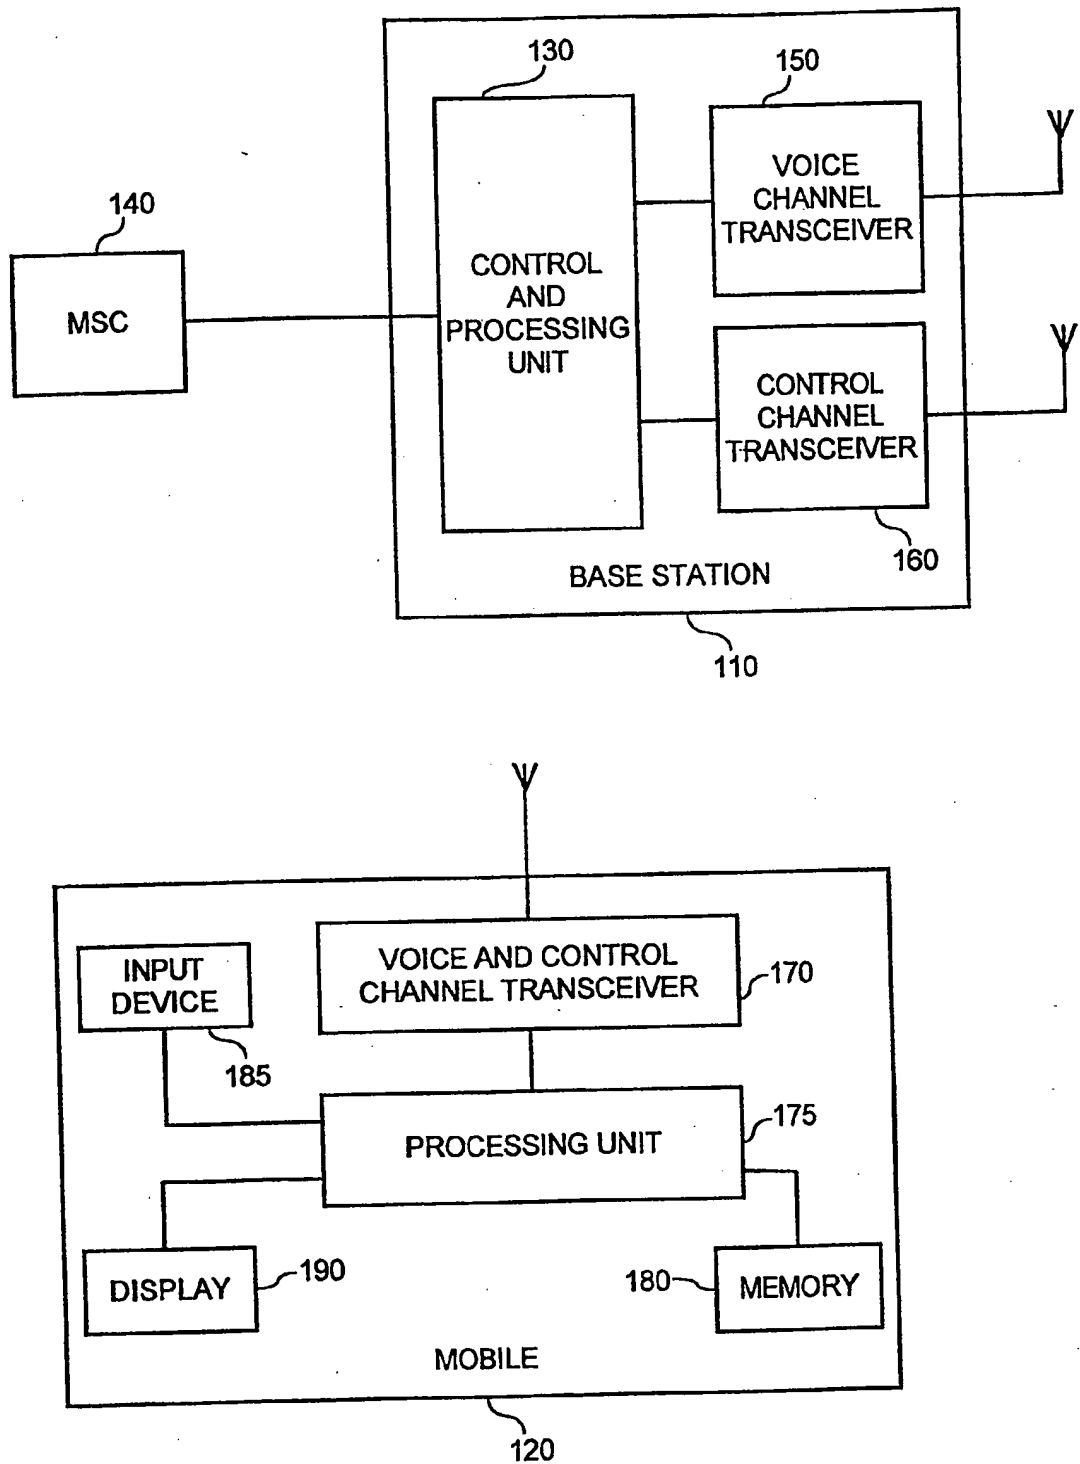 130
150
VOICE
CHANNEL
TRANSCEIVER
140
MSC
CONTROL
AND
PROCESSING
UNIT
CONTROL
CHANNEL
TRANSCEIVER
160
BASE STATION
110
INPUT
DEVICE
185
VOICE AND CONTROL
CHANNEL TRANSCEIVER
170
PROCESSING UNIT
175
DISPLAY
190
180
MEMORY
MOBILE
120